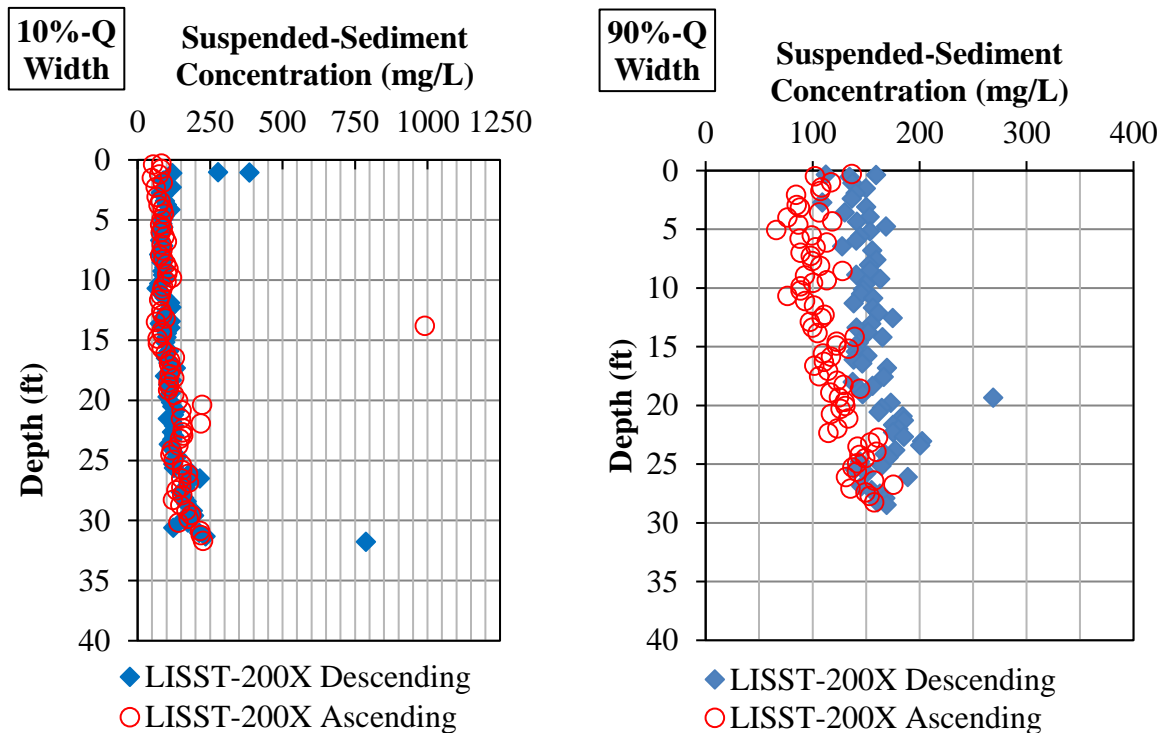 10%-Q
Width
Suspended-Sediment
Concentration (mg/L)
0 250 500 750 1000 1250
0
5
10
15
20
25
30
35
40
Depth (ft)
LISST-200X Descending
LISST-200X Ascending
90%-Q
Width
Suspended-Sediment
Concentration (mg/L)
0 100 200 300 400
0
5
10
15
20
25
30
35
40
Depth (ft)
LISST-200X Descending
LISST-200X Ascending